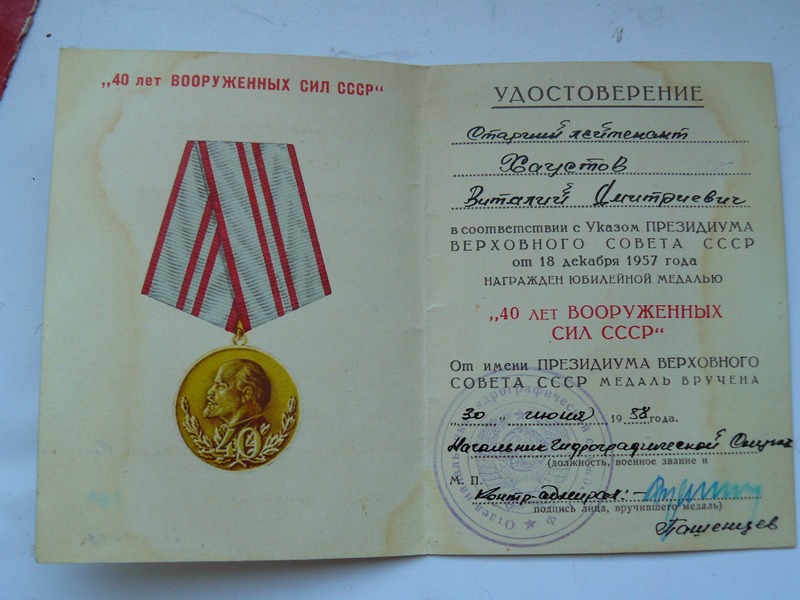 „40 лет ВООРУЖЕННЫХ СИЛ СССР“
40
УДОСТОВЕРЕНИЕ
Старший лейтенант
Хаустов
Виталий Дмитриевич
в соответствии с Указом ПРЕЗИДИУМА
ВЕРХОВНОГО СОВЕТА СССР
от 18 декабря 1957 года
НАГРАЖДЕН ЮБИЛЕЙНОЙ МЕДАЛЬЮ
„40 ЛЕТ ВООРУЖЕННЫХ
СИЛ СССР“
От имени ПРЕЗИДИУМА ВЕРХОВНОГО
СОВЕТА СССР МЕДАЛЬ ВРУЧЕНА
„30“ июня 1958 года.
Начальник Гидрографической
(должность, военное звание и
М. П.
Контр-адмирал:
подпись лица, вручившего медаль)
Пашенцев